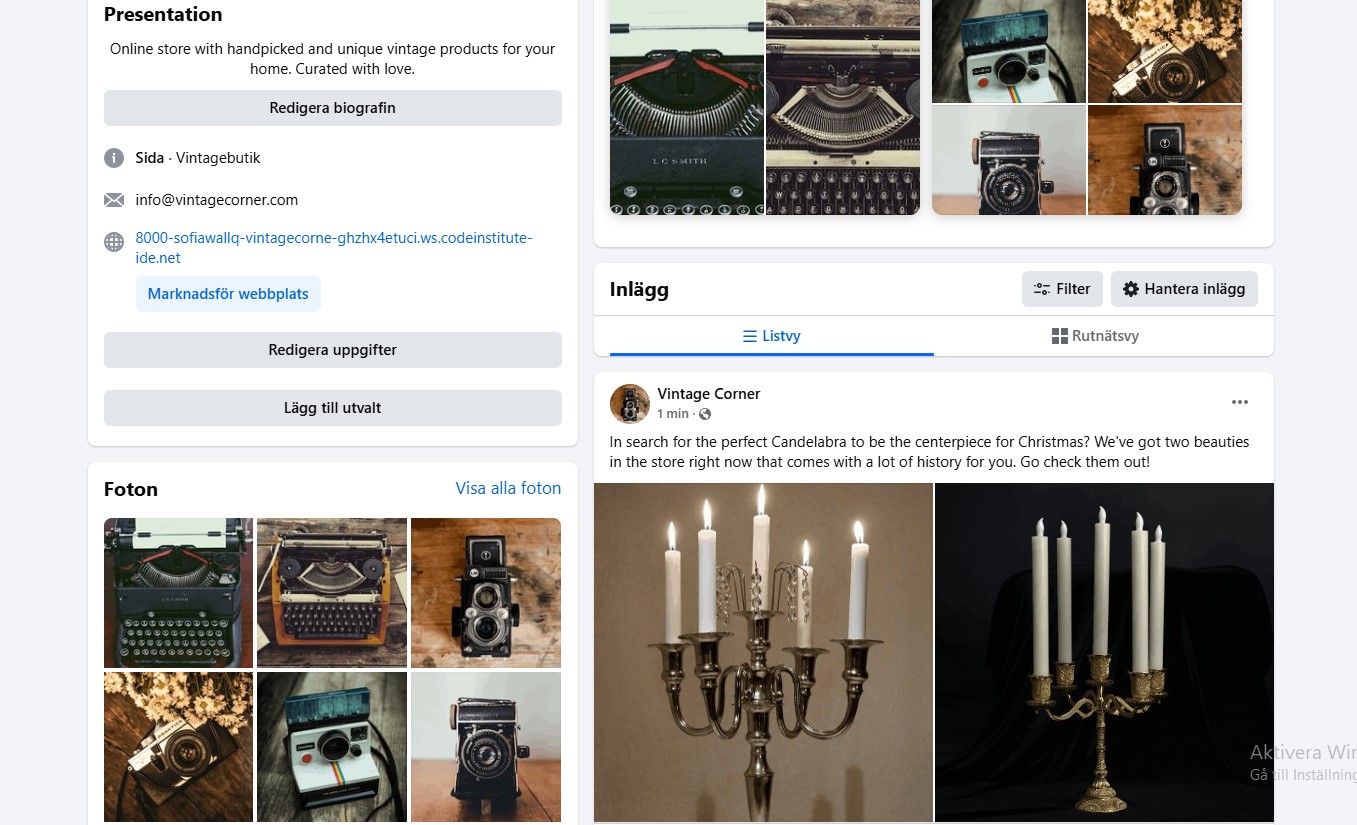 Presentation
Online store with handpicked and unique vintage products for your
home. Curated with love.
Redigera biografin
Sida · Vintagebutik
info@vintagecorner.com
8000-sofiawallq-vintagecorne-ghzhx4etuci.ws.codeinstitute-
ide.net
Marknadsför webbplats
Redigera uppgifter
Lägg till utvalt
Foton
Visa alla foton
L C SMITH
Inlägg
Filter
Hantera inlägg
Listvy
Rutnätsvy
Vintage Corner
1 min ·
In search for the perfect Candelabra to be the centerpiece for Christmas? We've got two beauties
in the store right now that comes with a lot of history for you. Go check them out!
Aktivera Win
Gå till Inställning